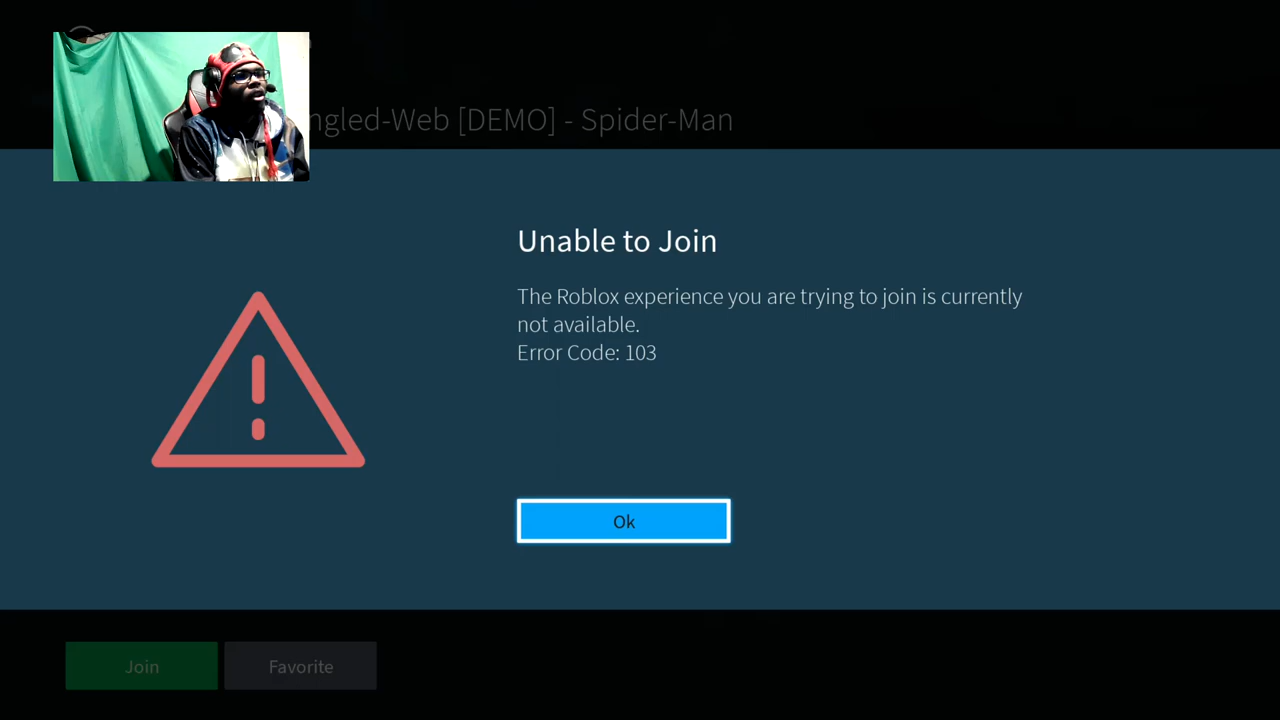 ngled-Web [DEMO] - Spider-Man
Unable to Join
The Roblox experience you are trying to join is currently
not available.
Error Code: 103
Ok
Join
Favorite